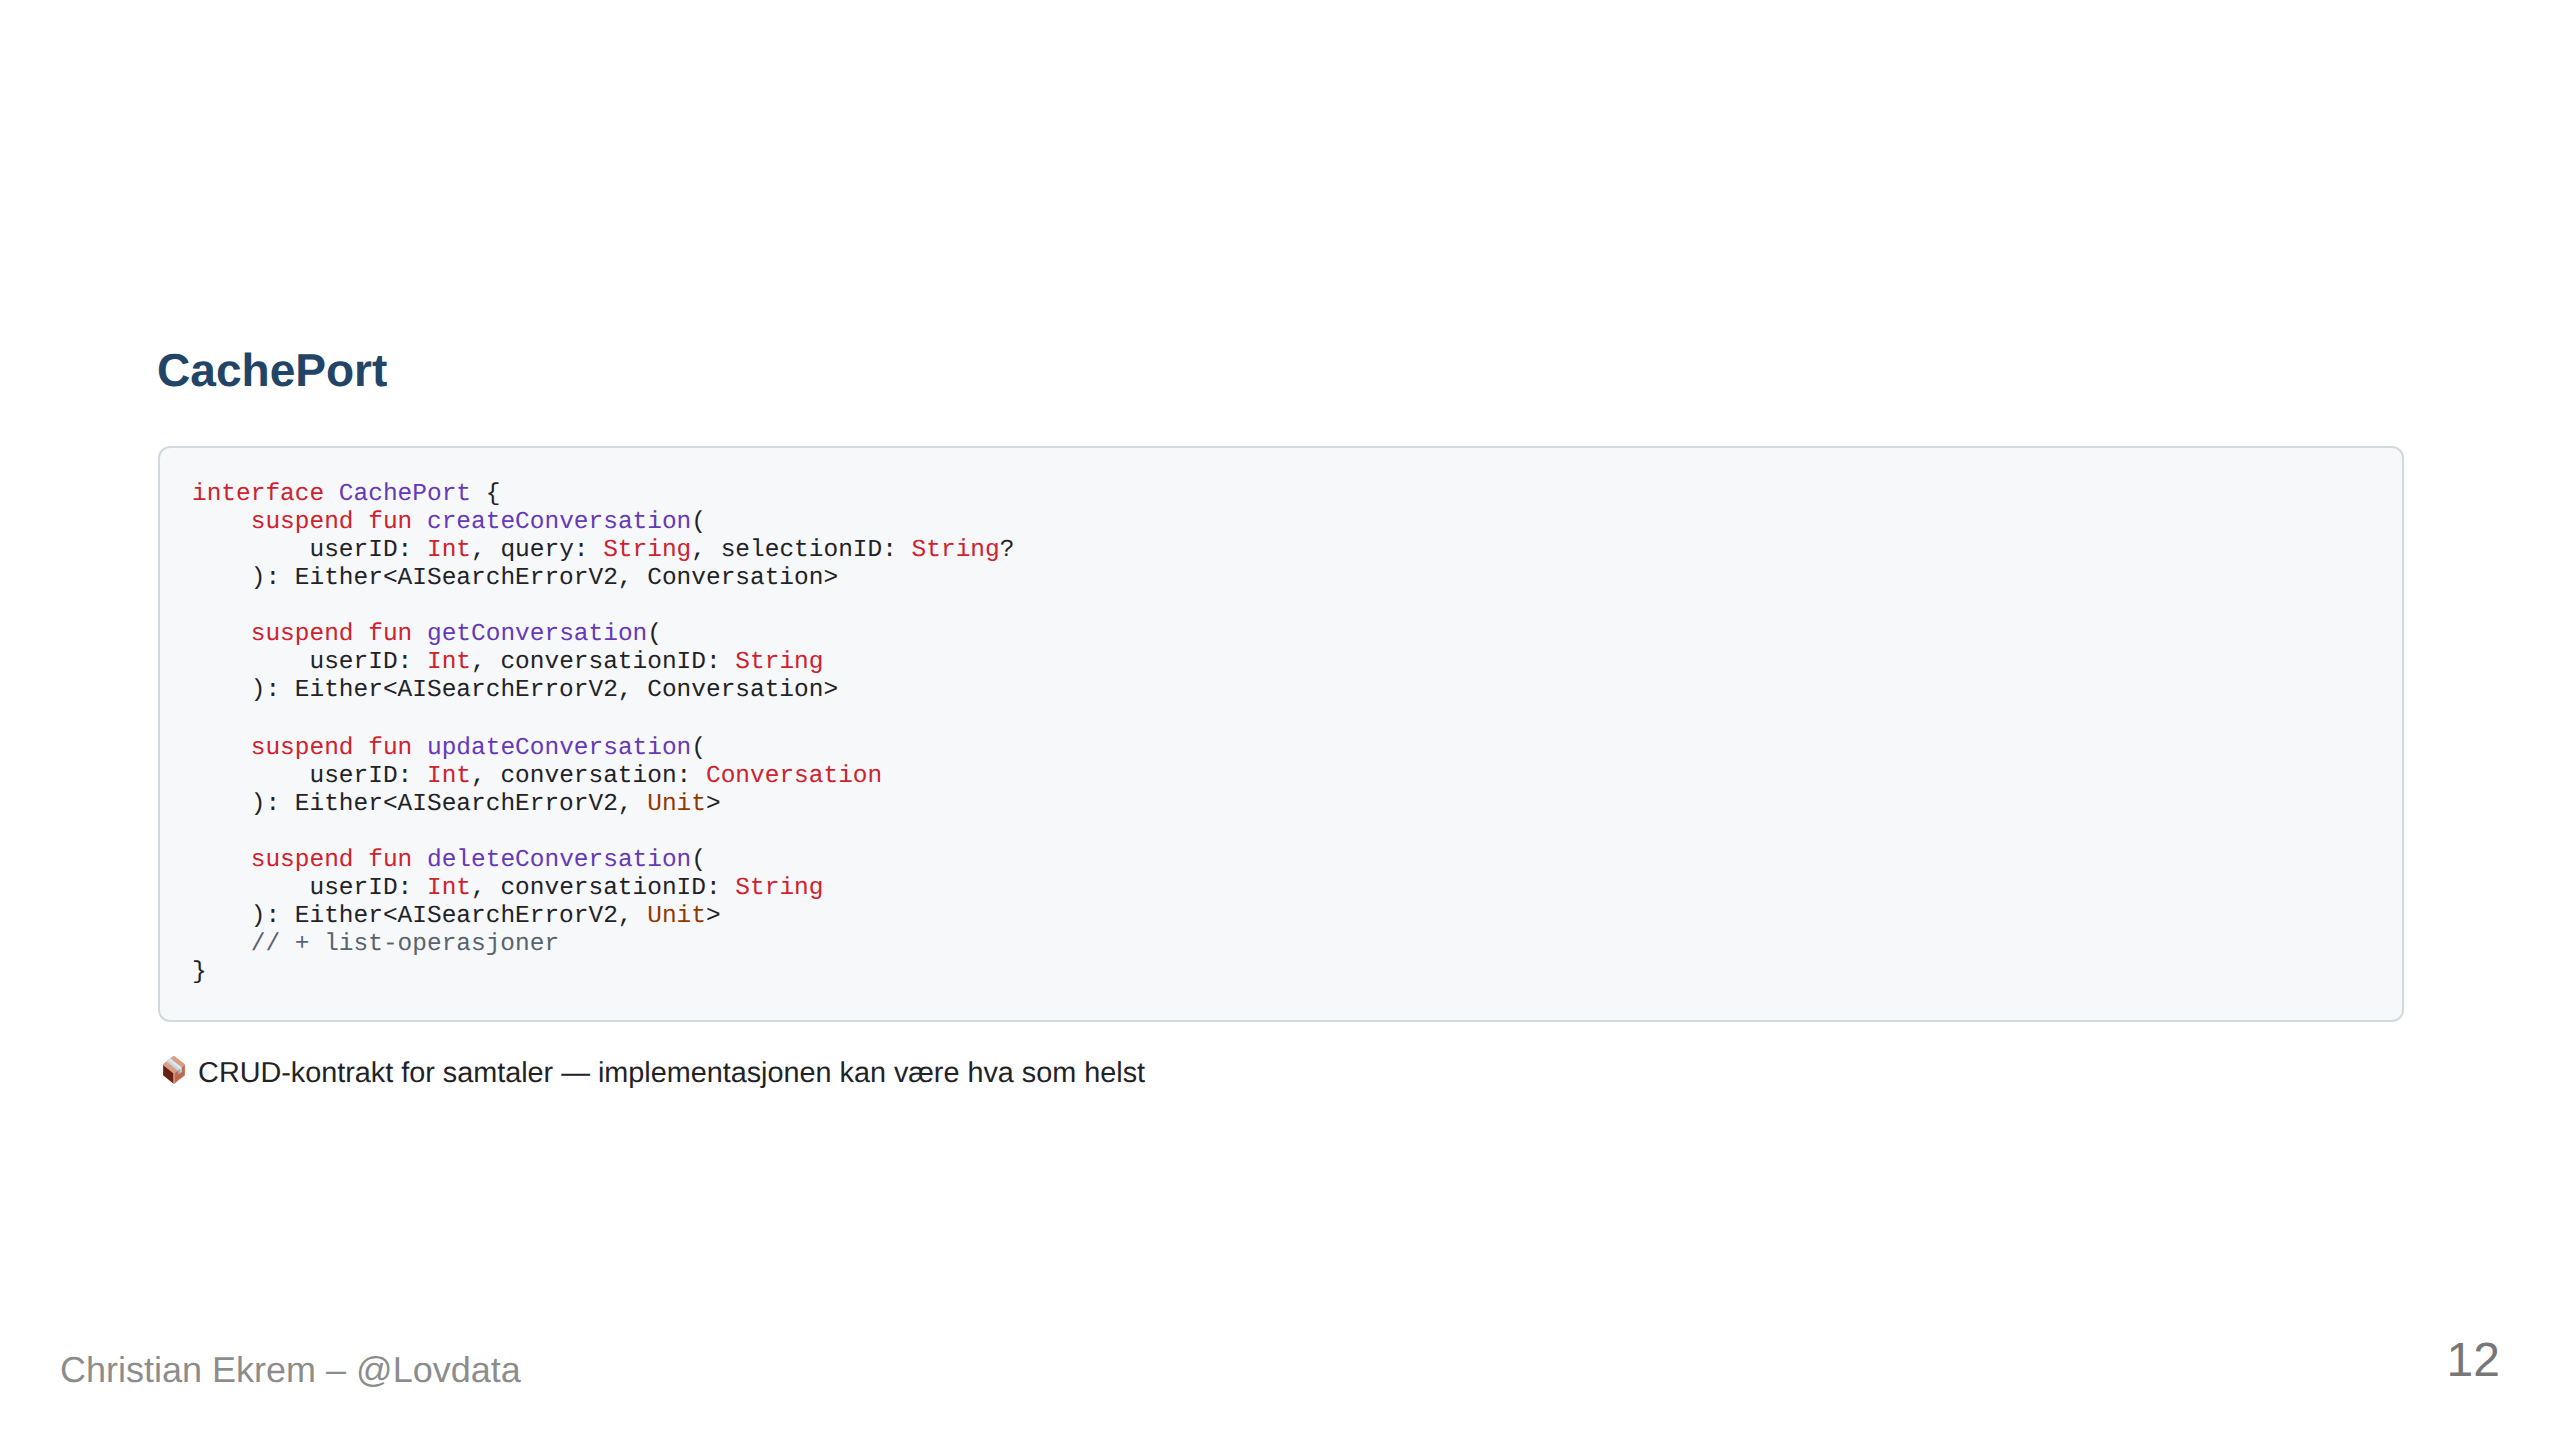 CachePort
interface CachePort {
    suspend fun createConversation(
        userID: Int, query: String, selectionID: String?
    ): Either<AISearchErrorV2, Conversation>

    suspend fun getConversation(
        userID: Int, conversationID: String
    ): Either<AISearchErrorV2, Conversation>

    suspend fun updateConversation(
        userID: Int, conversation: Conversation
    ): Either<AISearchErrorV2, Unit>

    suspend fun deleteConversation(
        userID: Int, conversationID: String
    ): Either<AISearchErrorV2, Unit>
    // + list-operasjoner
}
📦 CRUD-kontrakt for samtaler — implementasjonen kan være hva som helst
Christian Ekrem – @Lovdata
12